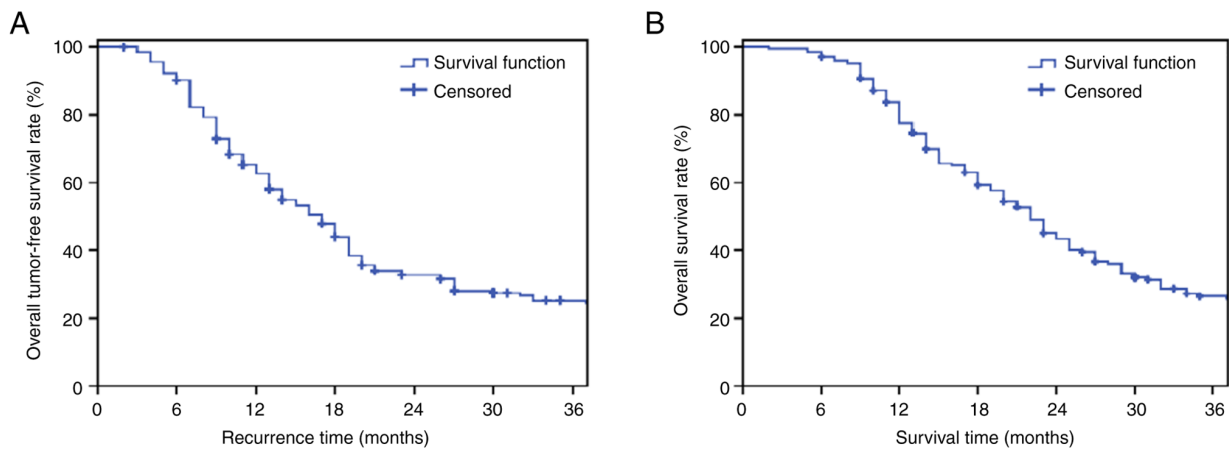 A
Overall tumor-free survival rate (%)
100
80
60
40
20
0
Survival function
Censored
0 6 12 18 24 30 36
Recurrence time (months)
B
Overall survival rate (%)
100
80
60
40
20
0
Survival function
Censored
0 6 12 18 24 30 36
Survival time (months)